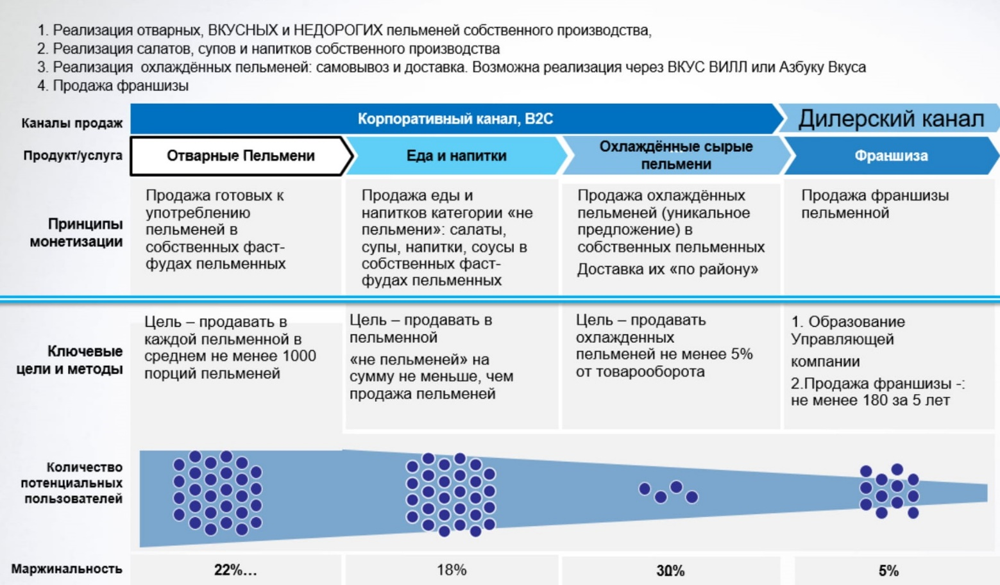 1. Реализация отварных, ВКУСНЫХ и НЕДОРОГИХ пельменей собственного производства,
2. Реализация салатов, супов и напитков собственного производства
3. Реализация охлаждённых пельменей: самовывоз и доставка. Возможна реализация через ВКУС ВИЛЛ или Азбуку Вкуса
4. Продажа франшизы
Каналы продаж
Корпоративный канал, B2C
Дилерский канал
Продукт/услуга
Отварные Пельмени
Еда и напитки
Охлаждённые сырые
пельмени
Франшиза
Принципы
монетизации
Продажа готовых к
употреблению
пельменей в
собственных фаст-
фудах пельменных
Продажа еды и
напитков категории «не
пельмени»: салаты,
супы, напитки, соусы в
собственных фаст-
фудах пельменных
Продажа охлаждённых
пельменей (уникальное
предложение) в
собственных пельменных
Доставка их «по району»
Продажа франшизы
пельменной
Ключевые
цели и методы
Цель – продавать в
каждой пельменной в
среднем не менее 1000
порций пельменей
Цель – продавать в
пельменной
«не пельменей» на
сумму не меньше, чем
продажа пельменей
Цель – продавать
охлажденных
пельменей не менее 5%
от товарооборота
1. Образование
Управляющей
компании
2.Продажа франшизы -:
не менее 180 за 5 лет
Количество
потенциальных
пользователей
Маржинальность
22%...
18%
30%
5%